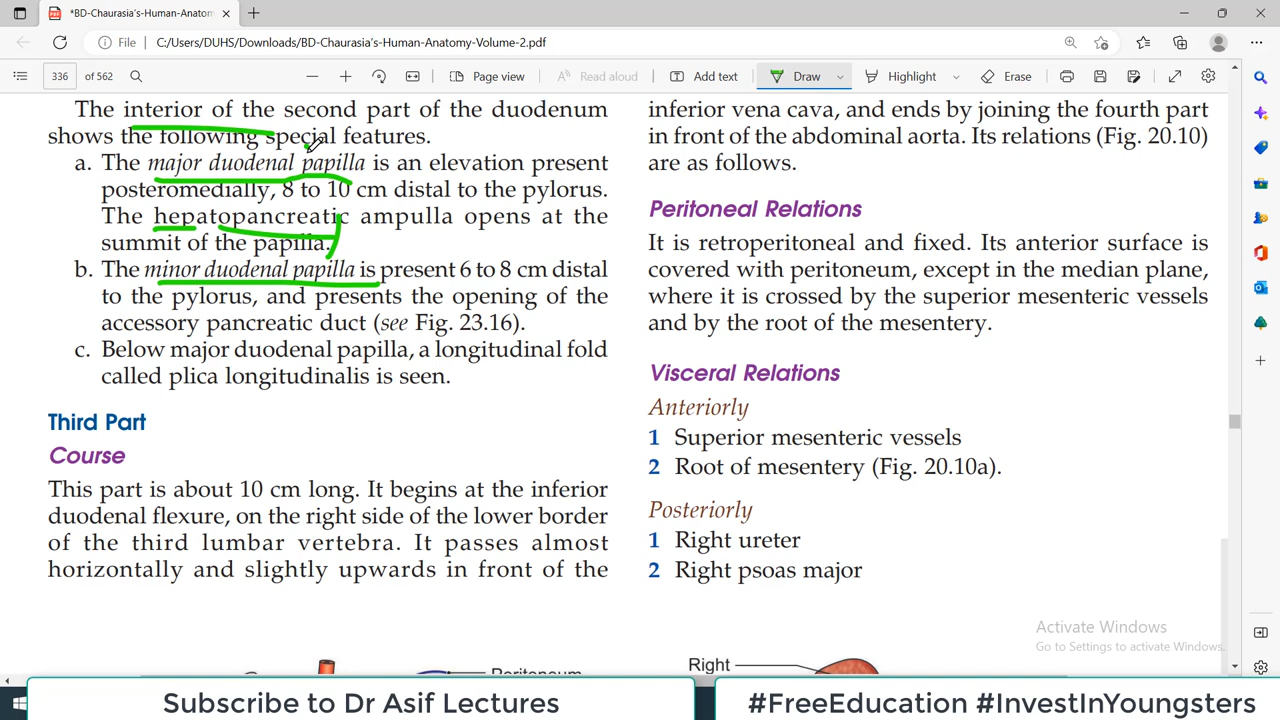 *BD-Chaurasia's-Human-Anatom
File
C:/Users/DUHS/Downloads/BD-Chaurasia's-Human-Anatomy-Volume-2.pdf
336
of 562
Page view
Read aloud
Add text
Draw
Highlight
Erase
The interior of the second part of the duodenum
shows the following special features.
a. The major duodenal papilla is an elevation present
posteromedially, 8 to 10 cm distal to the pylorus.
The hepatopancreatic ampulla opens at the
summit of the papilla.
b. The minor duodenal papilla is present 6 to 8 cm distal
to the pylorus, and presents the opening of the
accessory pancreatic duct (see Fig. 23.16).
c. Below major duodenal papilla, a longitudinal fold
called plica longitudinalis is seen.
Third Part
Course
This part is about 10 cm long. It begins at the inferior
duodenal flexure, on the right side of the lower border
of the third lumbar vertebra. It passes almost
horizontally and slightly upwards in front of the
inferior vena cava, and ends by joining the fourth part
in front of the abdominal aorta. Its relations (Fig. 20.10)
are as follows.
Peritoneal Relations
It is retroperitoneal and fixed. Its anterior surface is
covered with peritoneum, except in the median plane,
where it is crossed by the superior mesenteric vessels
and by the root of the mesentery.
Visceral Relations
Anteriorly
1 Superior mesenteric vessels
2 Root of mesentery (Fig. 20.10a).
Posteriorly
1 Right ureter
2 Right psoas major
Peritoneum
Right
Activate Windows
Go to Settings to activate Windows.
Subscribe to Dr Asif Lectures
#FreeEducation #InvestInYoungsters